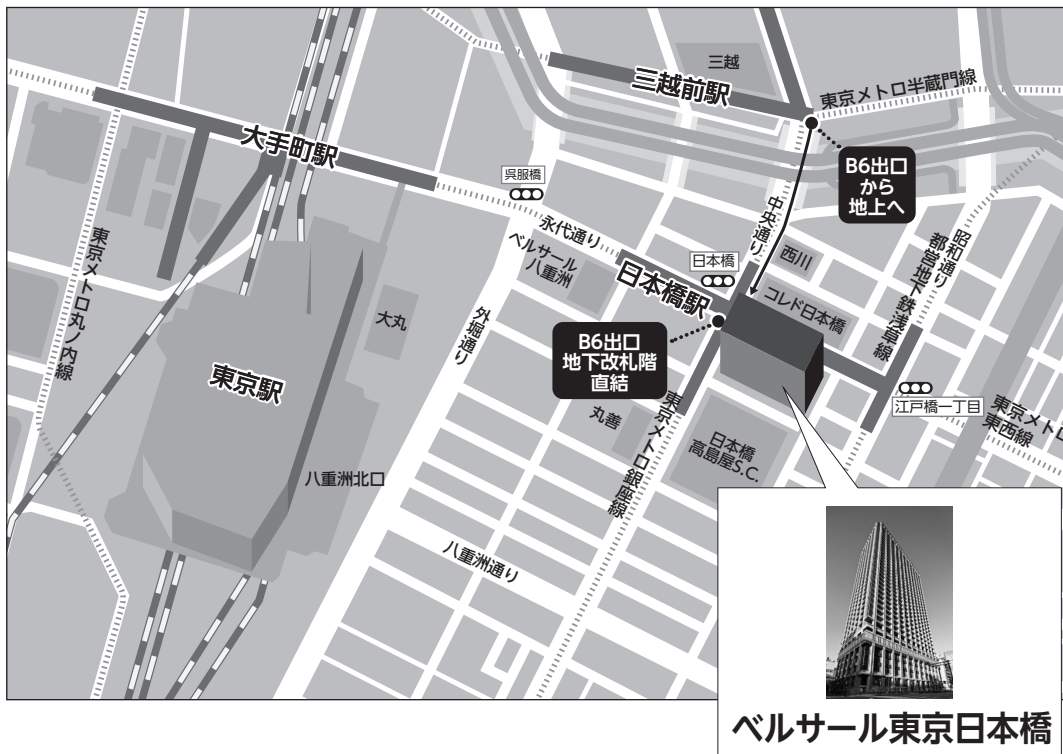 三越
三越前駅
東京メトロ半蔵門線
大手町駅
呉服橋
B6出口
から
地上へ
中央通り
永代通り
ベルサール
八重洲
日本橋
西川
昭和通り
都営地下鉄浅草線
日本橋駅
コレド日本橋
東京メトロ丸ノ内線
大丸
外堀通り
B6出口
地下改札階
直結
東京駅
江戸橋一丁目
東京メトロ
東西線
丸善
東京メトロ銀座線
日本橋
高島屋S.C.
八重洲北口
八重洲通り
ベルサール東京日本橋